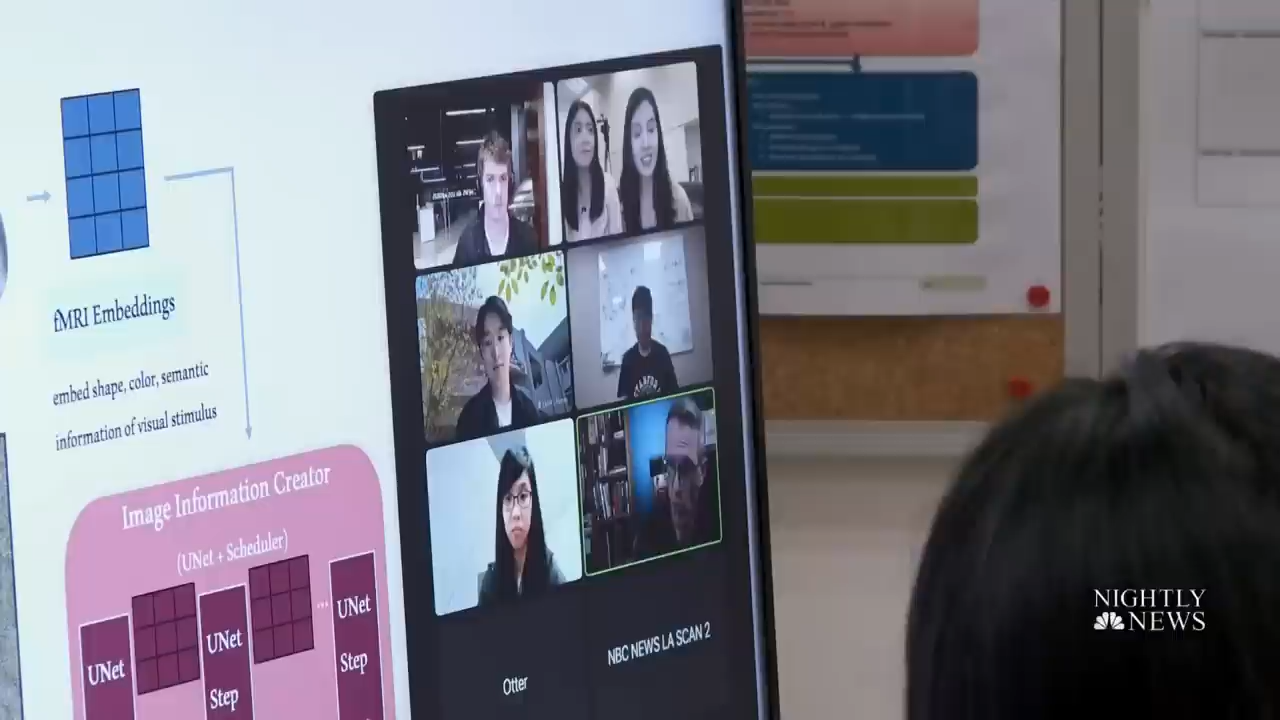 fMRI Embeddings
embed shape, color, semantic
information of visual stimulus
Image Information Creator
(UNet + Scheduler)
UNet
UNet
Step
...
UNet
Step
Otter
NBC NEWS LA SCAN 2
NIGHTLY
NEWS